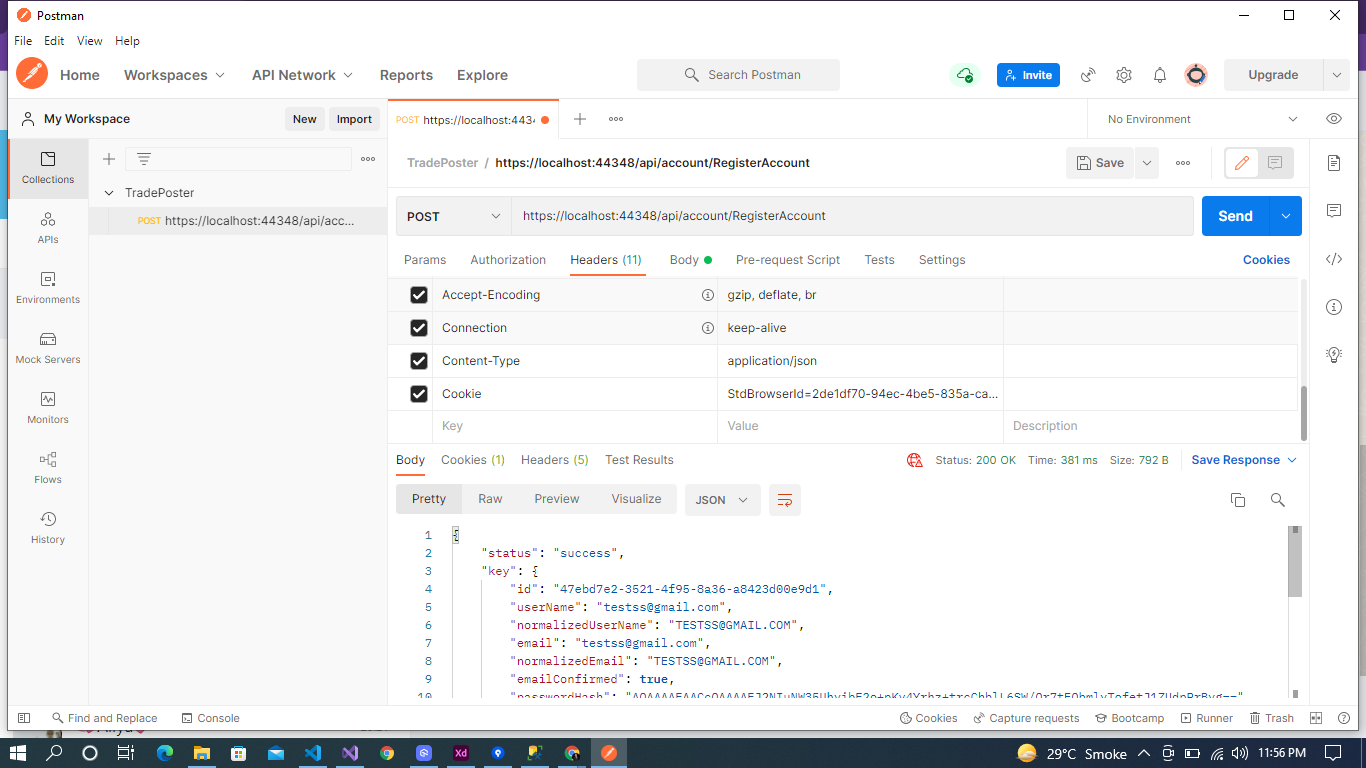 Postman
File Edit View Help
Home Workspaces API Network Reports Explore Search Postman Invite Upgrade
My Workspace New Import POST https://localhost:443 No Environment
Collections
APIs
Environments
Mock Servers
Monitors
Flows
History
TradePoster
POST https://localhost:44348/api/acc...
TradePoster / https://localhost:44348/api/account/RegisterAccount Save
POST https://localhost:44348/api/account/RegisterAccount Send
Params Authorization Headers (11) Body Pre-request Script Tests Settings Cookies
Accept-Encoding gzip, deflate, br
Connection keep-alive
Content-Type application/json
Cookie StdBrowserId=2de1df70-94ec-4be5-835a-ca...
Key Value Description
Body Cookies (1) Headers (5) Test Results Status: 200 OK Time: 381 ms Size: 792 B Save Response
Pretty Raw Preview Visualize JSON
1 {
2 "status": "success",
3 "key": {
4 "id": "47ebd7e2-3521-4f95-8a36-a8423d00e9d1",
5 "userName": "testss@gmail.com",
6 "normalizedUserName": "TESTSS@GMAIL.COM",
7 "email": "testss@gmail.com",
8 "normalizedEmail": "TESTSS@GMAIL.COM",
9 "emailConfirmed": true,
10 "passwordHash":
Find and Replace Console Cookies Capture requests Bootcamp Runner Trash
Xd 29°C Smoke 11:56 PM